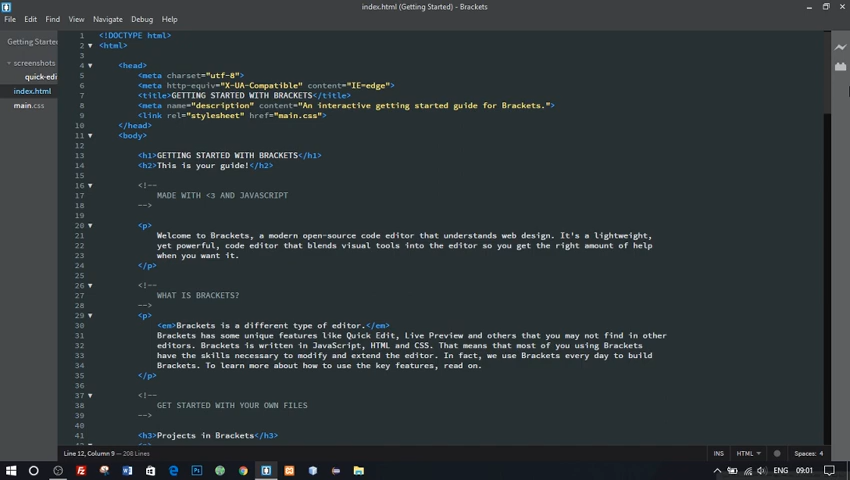 index.html (Getting Started) - Brackets
File Edit Find View Navigate Debug Help
Getting Starte
screenshots
quick-edi
index.html
main.css
1 <!DOCTYPE html>
2 <html>
3
4 <head>
5 <meta charset="utf-8">
6 <meta http-equiv="X-UA-Compatible" content="IE=edge">
7 <title>GETTING STARTED WITH BRACKETS</title>
8 <meta name="description" content="An interactive getting started guide for Brackets.">
9 <link rel="stylesheet" href="main.css">
10 </head>
11 <body>
12
13 <h1>GETTING STARTED WITH BRACKETS</h1>
14 <h2>This is your guide!</h2>
15
16 <!--
17 MADE WITH <3 AND JAVASCRIPT
18 -->
19
20 <p>
21 Welcome to Brackets, a modern open-source code editor that understands web design. It's a lightweight,
22 yet powerful, code editor that blends visual tools into the editor so you get the right amount of help
23 when you want it.
24 </p>
25
26 <!--
27 WHAT IS BRACKETS?
28 -->
29 <p>
30 <em>Brackets is a different type of editor.</em>
31 Brackets has some unique features like Quick Edit, Live Preview and others that you may not find in other
32 editors. Brackets is written in JavaScript, HTML and CSS. That means that most of you using Brackets
33 have the skills necessary to modify and extend the editor. In fact, we use Brackets every day to build
34 Brackets. To learn more about how to use the key features, read on.
35 </p>
36
37 <!--
38 GET STARTED WITH YOUR OWN FILES
39 -->
40
41 <h3>Projects in Brackets</h3>
Line 12, Column 9 — 208 Lines
INS HTML Spaces: 4
ENG 09:01